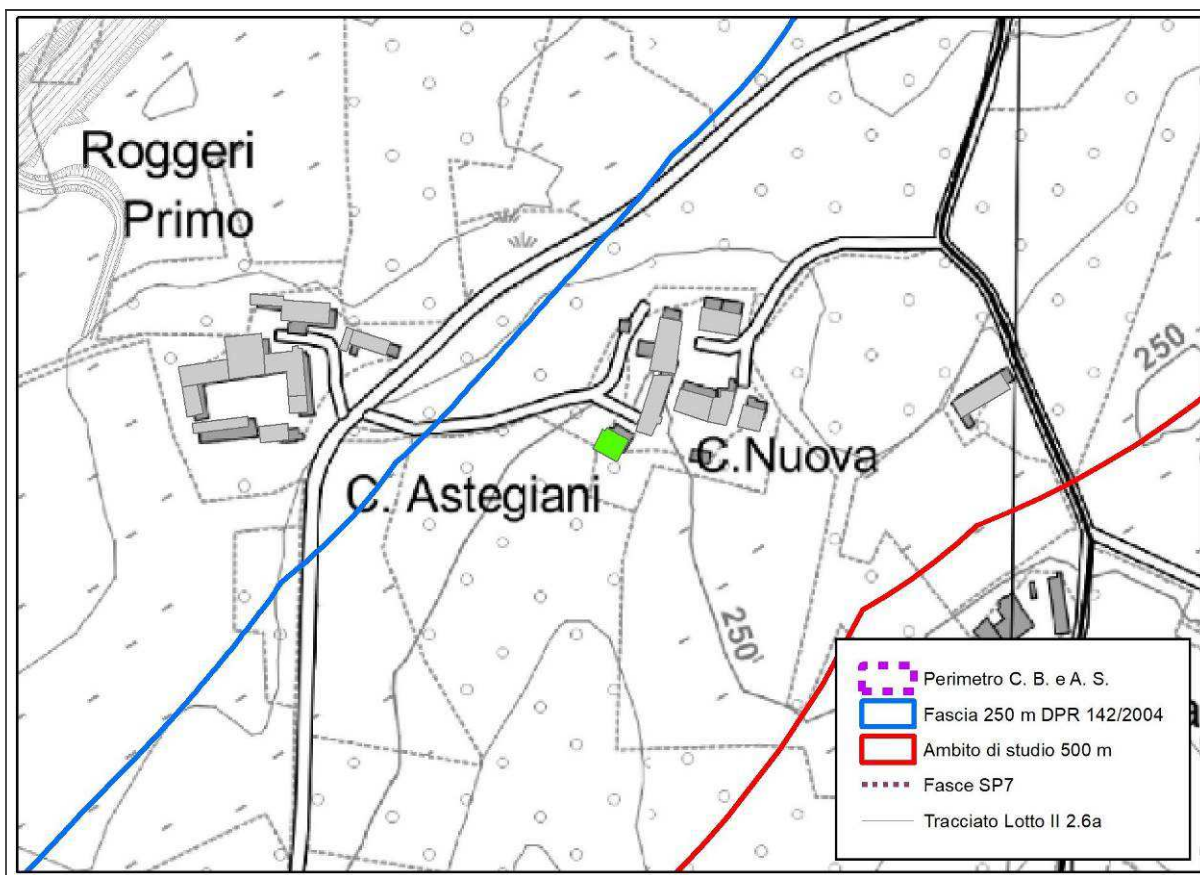 Roggeri
Primo
250
C. Nuova
C. Astegiani
250
Perimetro C. B. e A. S.
Fascia 250 m DPR 142/2004
Ambito di studio 500 m
Fasce SP7
Tracciato Lotto II 2.6a